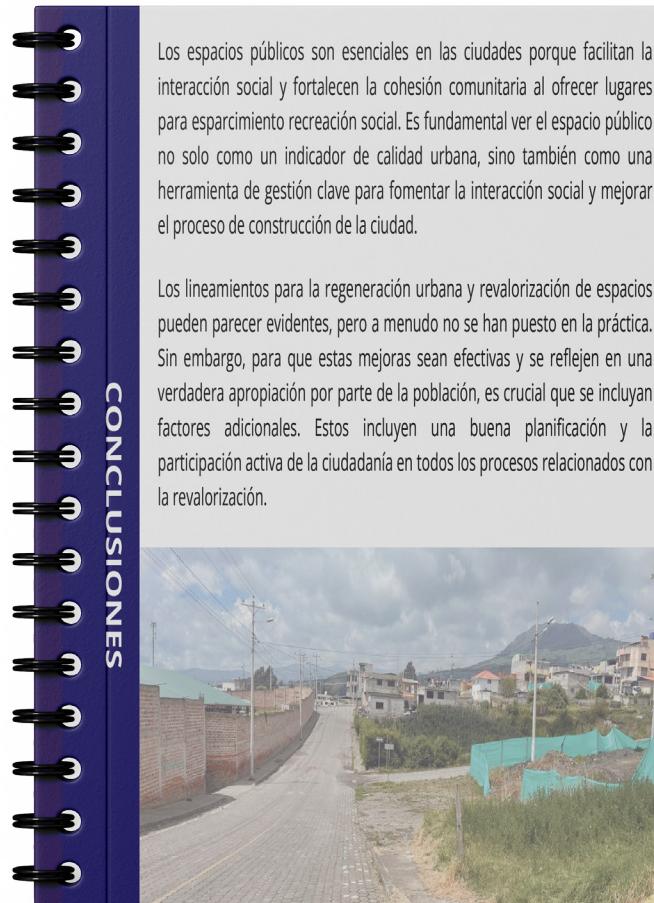 Los espacios públicos son esenciales en las ciudades porque facilitan la
interacción social y fortalecen la cohesión comunitaria al ofrecer lugares
para esparcimiento recreación social. Es fundamental ver el espacio público
no solo como un indicador de calidad urbana, sino también como una
herramienta de gestión clave para fomentar la interacción social y mejorar
el proceso de construcción de la ciudad.
Los lineamientos para la regeneración urbana y revalorización de espacios
pueden parecer evidentes, pero a menudo no se han puesto en la práctica.
Sin embargo, para que estas mejoras sean efectivas y se reflejen en una
verdadera apropiación por parte de la población, es crucial que se incluyan
factores adicionales. Estos incluyen una buena planificación y la
participación activa de la ciudadanía en todos los procesos relacionados con
la revalorización.
CONCLUSIONES